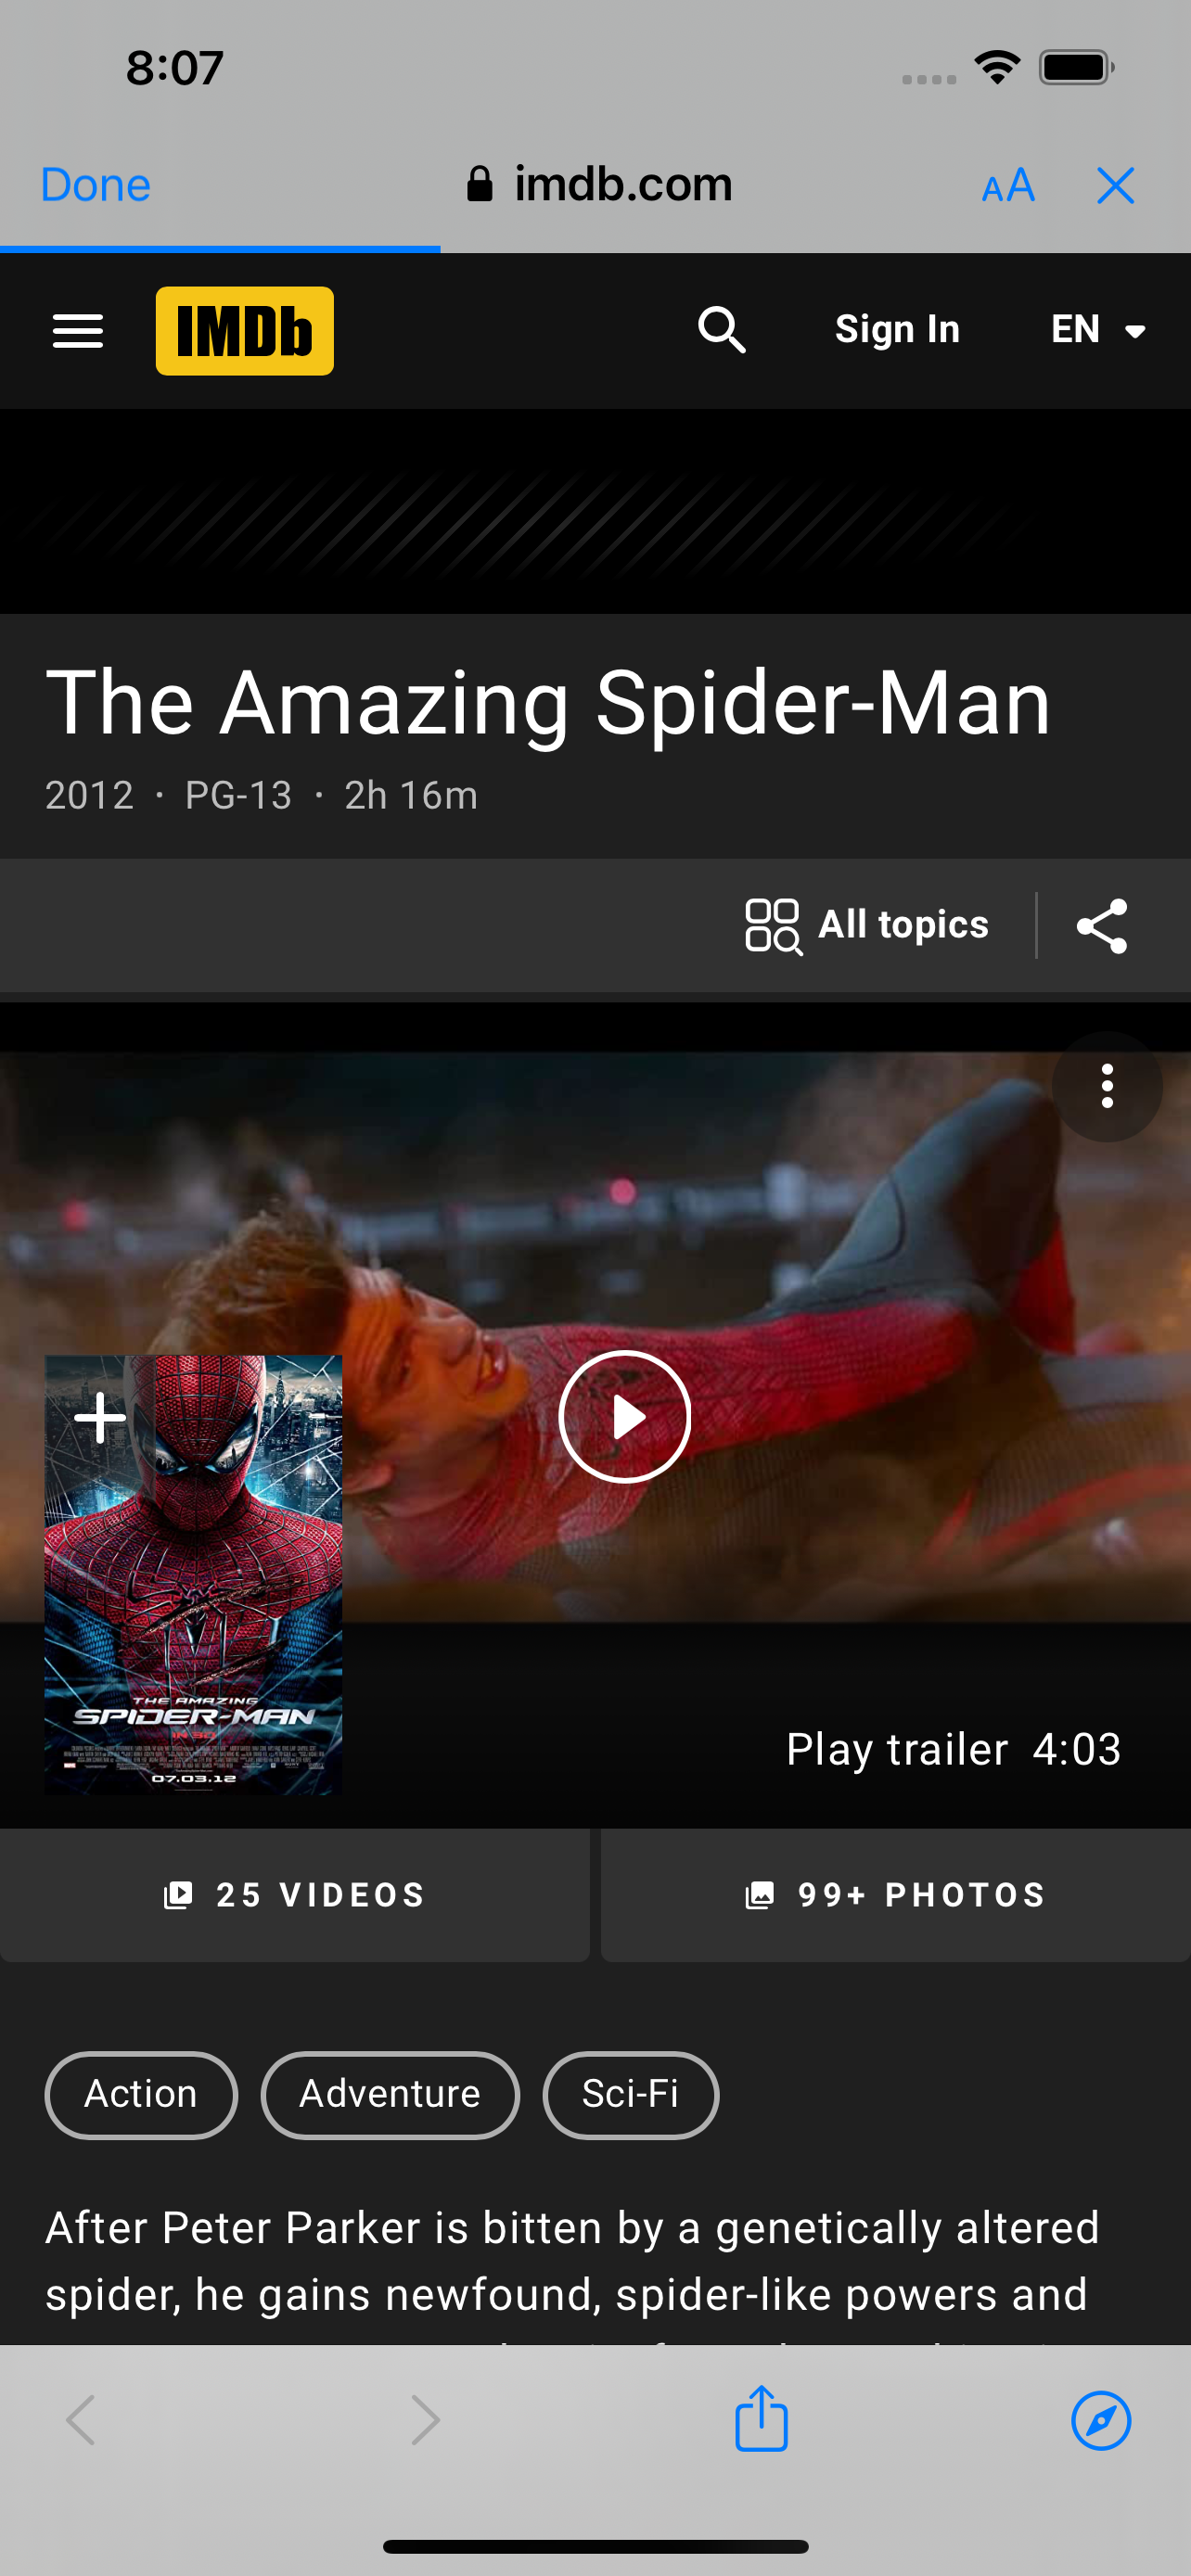 8:07
Done
imdb.com
AA
IMDb
Sign In
EN
The Amazing Spider-Man
2012 · PG-13 · 2h 16m
All topics
THE AMAZING
SPIDER-MAN
IN 3D
07.03.12
Play trailer 4:03
25 VIDEOS
99+ PHOTOS
Action
Adventure
Sci-Fi
After Peter Parker is bitten by a genetically altered
spider, he gains newfound, spider-like powers and